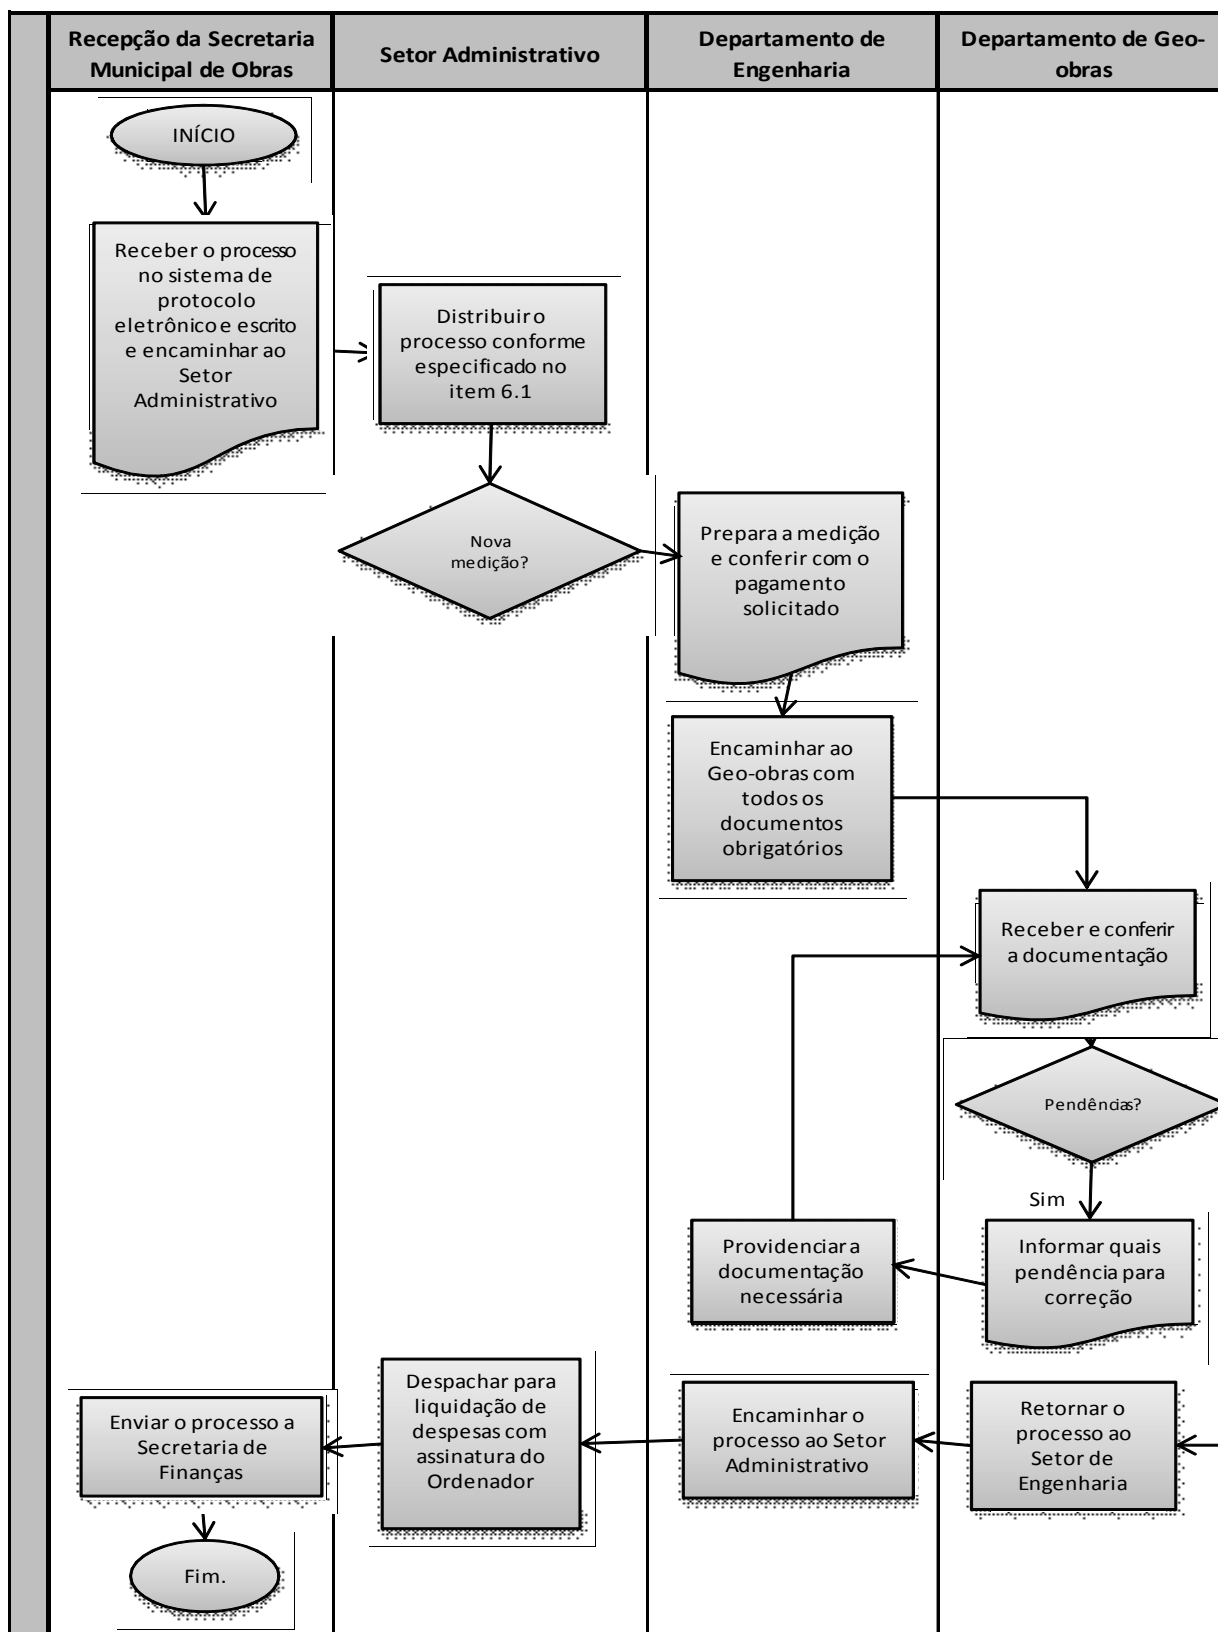 Recepção da Secretaria
Municipal de Obras
Setor Administrativo
Departamento de
Engenharia
Departamento de Geo-
obras
INÍCIO
Receber o processo
no sistema de
protocolo
eletrônico e escrito
e encaminhar ao
Setor
Administrativo
Distribuir o
processo conforme
especificado no
item 6.1
Nova
medição?
Prepara a medição
e conferir com o
pagamento
solicitado
Encaminhar ao
Geo-obras com
todos os
documentos
obrigatórios
Receber e conferir
a documentação
Pendências?
Sim
Informar quais
pendência para
correção
Providenciar a
documentação
necessária
Retornar o
processo ao
Setor de
Engenharia
Encaminhar o
processo ao Setor
Administrativo
Despachar para
liquidação de
despesas com
assinatura do
Ordenador
Enviar o processo a
Secretaria de
Finanças
Fim.